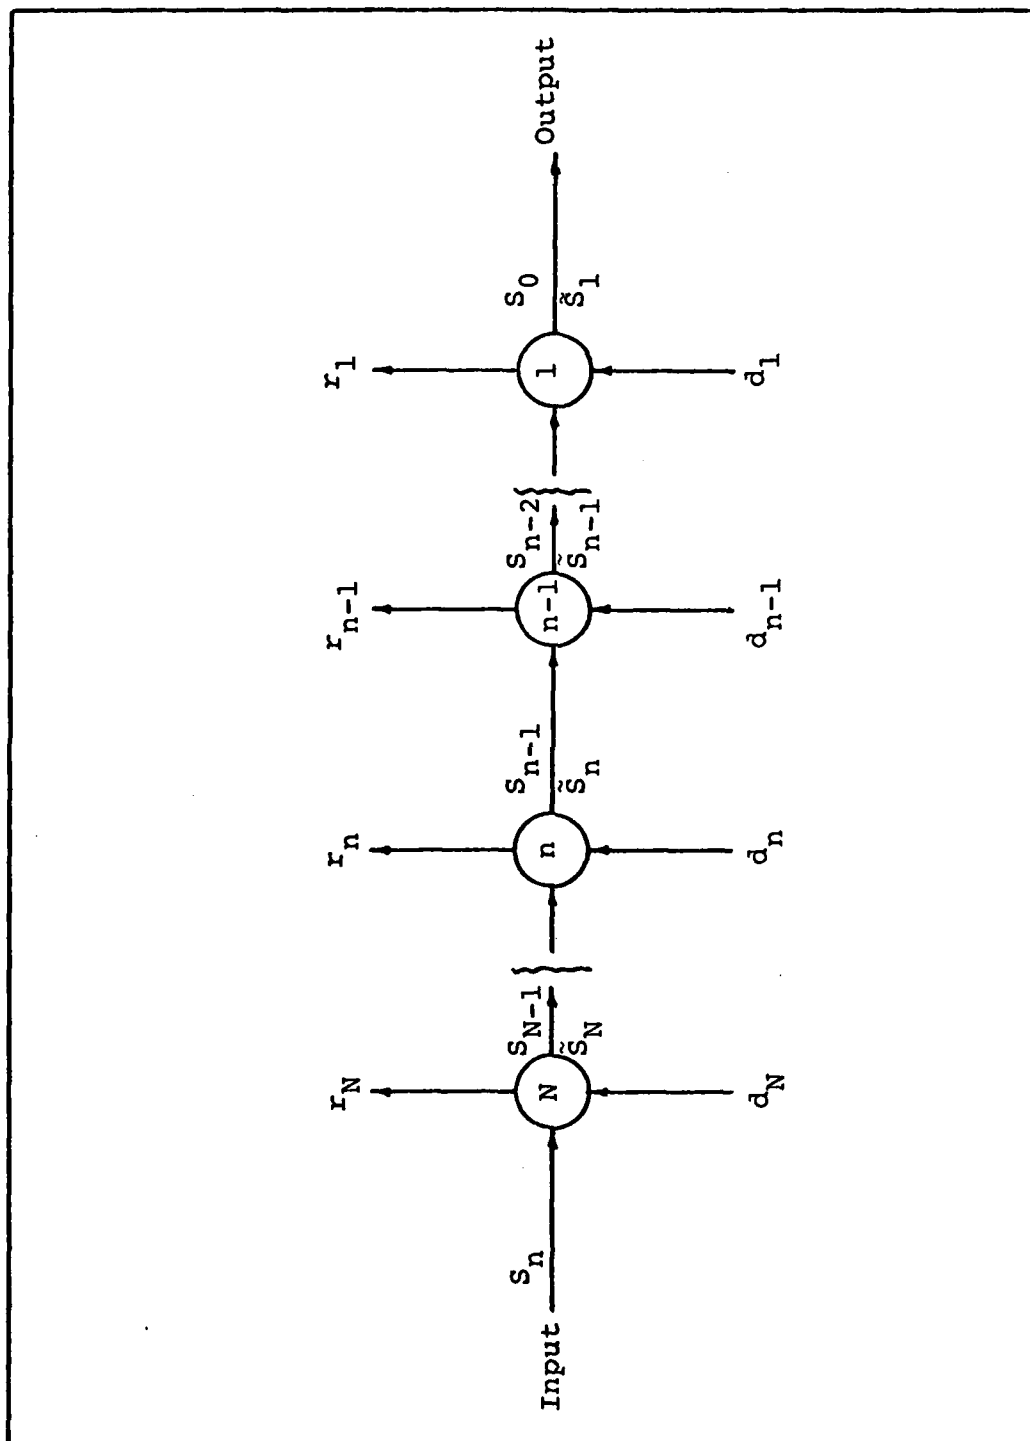 r_N r_n r_{n-1} r_1
Input s_n N s_{N-1} n s_{n-1} n-1 s_{n-2} 1 s_0 Output
s̃_N s̃_n s̃_{n-1} s̃_1
d_N d_n d_{n-1} d_1